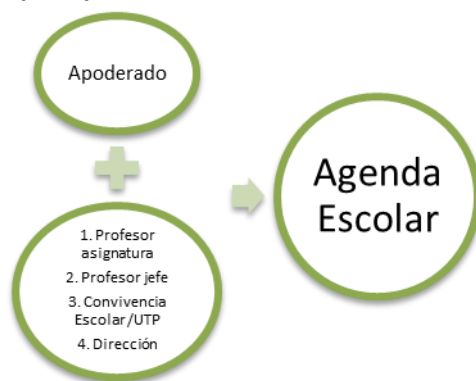 Apoderado
1. Profesor
asignatura
2. Profesor jefe
3. Convivencia
Escolar/UTP
4. Dirección
Agenda
Escolar